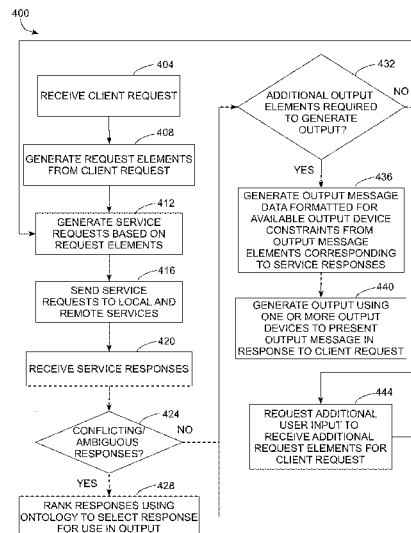 400
404
RECEIVE CLIENT REQUEST
408
GENERATE REQUEST ELEMENTS
FROM CLIENT REQUEST
412
GENERATE SERVICE
REQUESTS BASED ON
REQUEST ELEMENTS
416
SEND SERVICE
REQUESTS TO LOCAL AND
REMOTE SERVICES
420
RECEIVE SERVICE RESPONSES
424
CONFLICTING/
AMBIGUOUS
RESPONSES?
NO
YES
428
RANK RESPONSES USING
ONTOLOGY TO SELECT RESPONSE
FOR USE IN OUTPUT
432
ADDITIONAL OUTPUT
ELEMENTS REQUIRED
TO GENERATE
OUTPUT?
NO
YES
436
GENERATE OUTPUT MESSAGE
DATA FORMATTED FOR
AVAILABLE OUTPUT DEVICE
CONSTRAINTS FROM
OUTPUT MESSAGE
ELEMENTS CORRESPONDING
TO SERVICE RESPONSES
440
GENERATE OUTPUT USING
ONE OR MORE OUTPUT
DEVICES TO PRESENT
OUTPUT MESSAGE IN
RESPONSE TO CLIENT REQUEST
444
REQUEST ADDITIONAL
USER INPUT TO
RECEIVE ADDITIONAL
REQUEST ELEMENTS FOR
CLIENT REQUEST